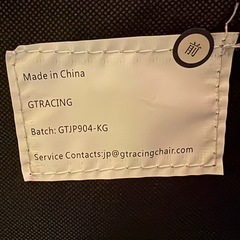 前
Made in China
GTRACING
Batch: GTJP904-KG
Service Contacts:jp@gtracingchair.com